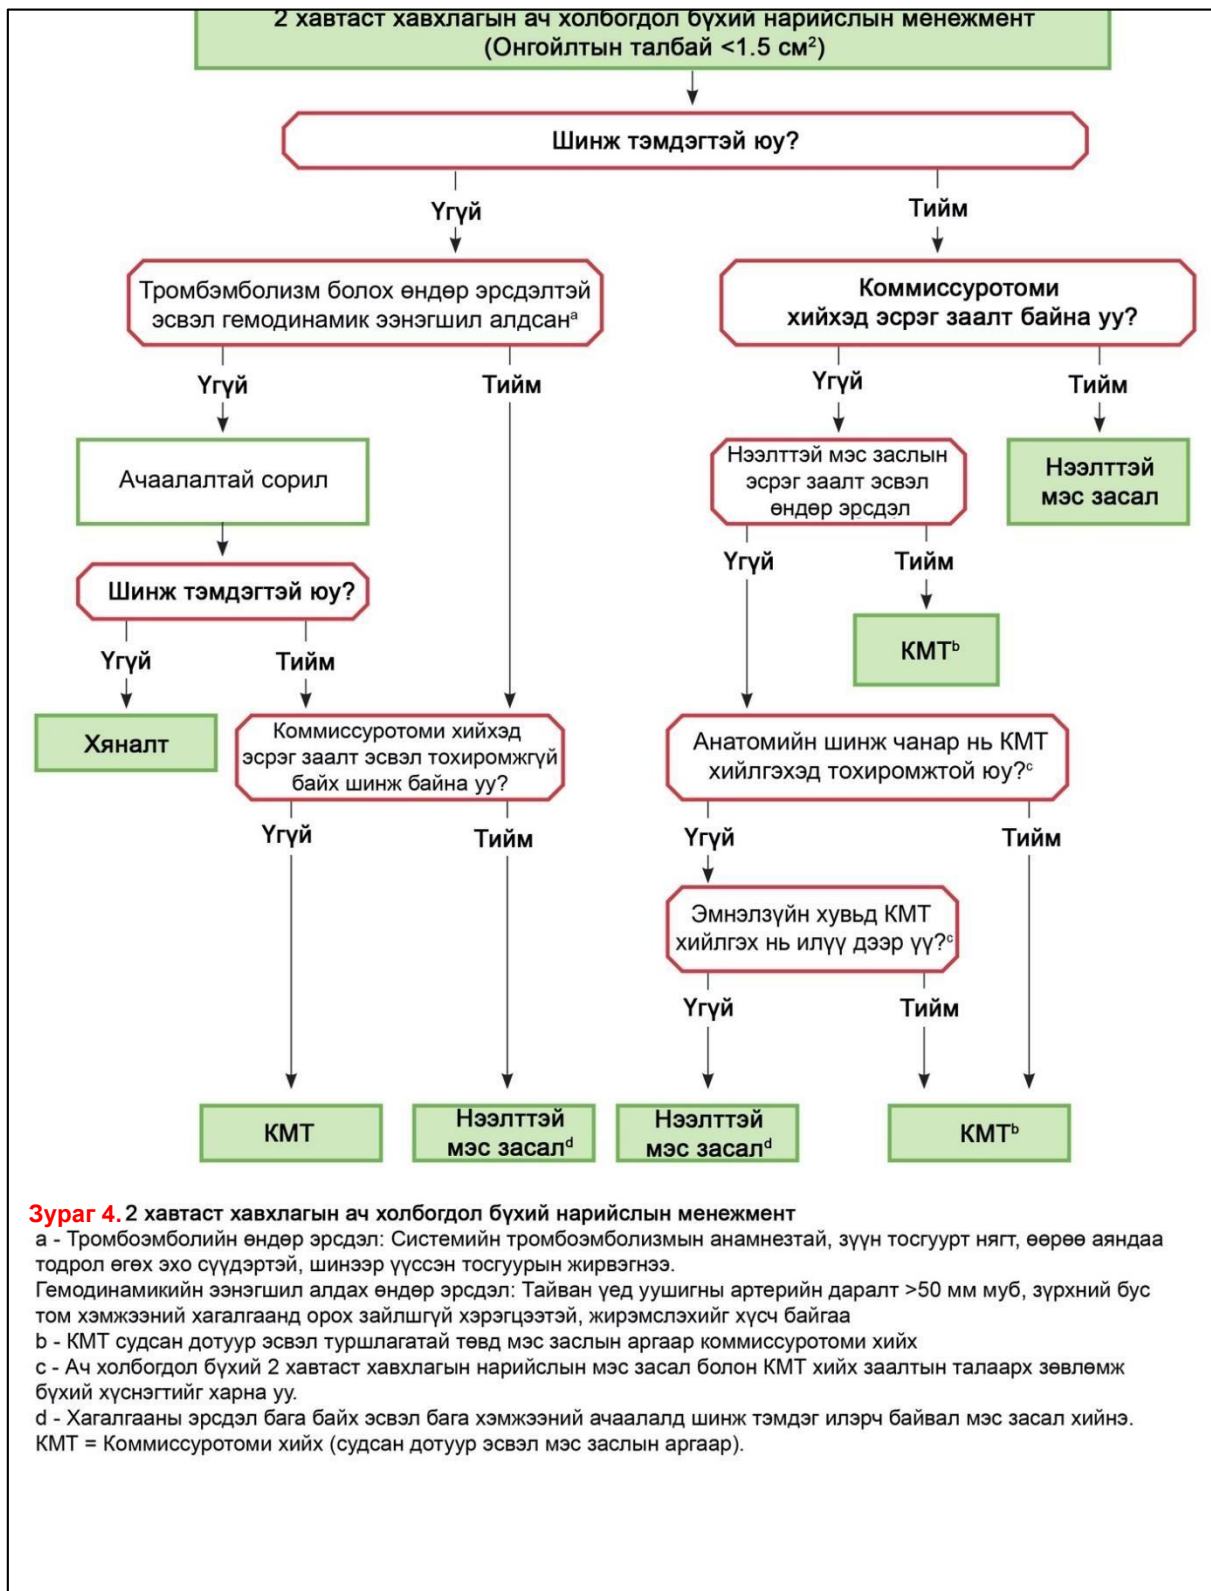 2 хавтаст хавхлагын ач холбогдол бүхий нарийслын менежмент
(Онгойлтын талбай <1.5 см²)
Шинж тэмдэгтэй юу?
Үгүй
Тийм
Тромбэмболизм болох өндөр эрсдэлтэй
эсвэл гемодинамик ээнэгшил алдсанᵃ
Коммиссуротоми
хийхэд эсрэг заалт байна уу?
Үгүй
Тийм
Үгүй
Тийм
Ачаалалтай сорил
Нээлттэй мэс заслын
эсрэг заалт эсвэл
өндөр эрсдэл
Нээлттэй
мэс засал
Шинж тэмдэгтэй юу?
Үгүй
Тийм
Үгүй
Тийм
КМТᵇ
Хяналт
Коммиссуротоми хийхэд
эсрэг заалт эсвэл тохиромжгүй
байх шинж байна уу?
Анатомийн шинж чанар нь КМТ
хийлгэхэд тохиромжтой юу?ᶜ
Үгүй
Тийм
Үгүй
Тийм
Эмнэлзүйн хувьд КМТ
хийлгэх нь илүү дээр үү?ᶜ
Үгүй
Тийм
КМТ
Нээлттэй
мэс засалᵈ
Нээлттэй
мэс засалᵈ
КМТᵇ
Зураг 4. 2 хавтаст хавхлагын ач холбогдол бүхий нарийслын менежмент
a - Тромбоэмболийн өндөр эрсдэл: Системийн тромбоэмболизмын анамнезтай, зүүн тосгуурт нягт, өөрөө аяндаа
тодрол өгөх эхо сүүдэртэй, шинээр үүссэн тосгуурын жирвэгнээ.
Гемодинамикийн ээнэгшил алдах өндөр эрсдэл: Тайван үед уушигны артерийн даралт >50 мм муб, зүрхний бус
том хэмжээний хагалгаанд орох зайлшгүй хэрэгцээтэй, жирэмслэхийг хүсч байгаа
b - КМТ судсан дотуур эсвэл туршлагатай төвд мэс заслын аргаар коммиссуротоми хийх
c - Ач холбогдол бүхий 2 хавтаст хавхлагын нарийслын мэс засал болон КМТ хийх заалтын талаарх зөвлөмж
бүхий хүснэгтийг харна уу.
d - Хагалгааны эрсдэл бага байх эсвэл бага хэмжээний ачаалалд шинж тэмдэг илэрч байвал мэс засал хийнэ.
КМТ = Коммиссуротоми хийх (судсан дотуур эсвэл мэс заслын аргаар).